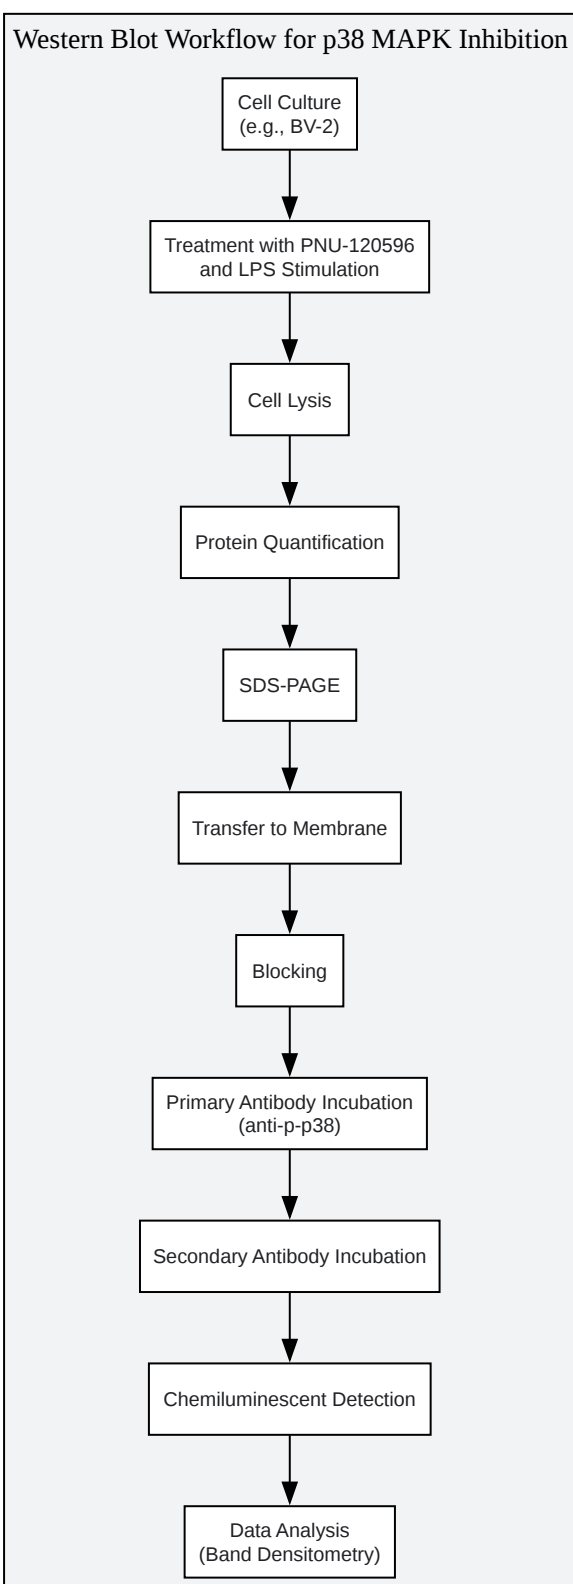 Western Blot Workflow for p38 MAPK Inhibition
Cell Culture
(e.g., BV-2)
Treatment with PNU-120596
and LPS Stimulation
Cell Lysis
Protein Quantification
SDS-PAGE
Transfer to Membrane
Blocking
Primary Antibody Incubation
(anti-p-p38)
Secondary Antibody Incubation
Chemiluminescent Detection
Data Analysis
(Band Densitometry)